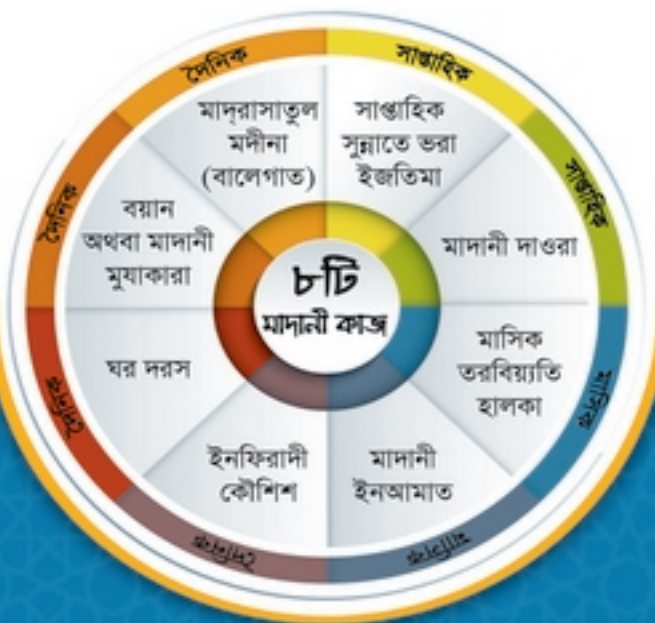 দৈনিক
মাদ্‌রাসাতুল
মদীনা
(বালেগাত)
সাপ্তাহিক
সাপ্তাহিক
সুন্নাতে ভরা
ইজতিমা
সাপ্তাহিক
মাদানী দাওরা
মাসিক
মাসিক
তরবিয়্যতি
হালকা
মাসিক
মাদানী
ইনআমাত
দৈনিক
ইনফিরাদী
কৌশিশ
দৈনিক
ঘর দরস
দৈনিক
বয়ান
অথবা মাদানী
মুযাকারা
৮টি
মাদানী কাজ